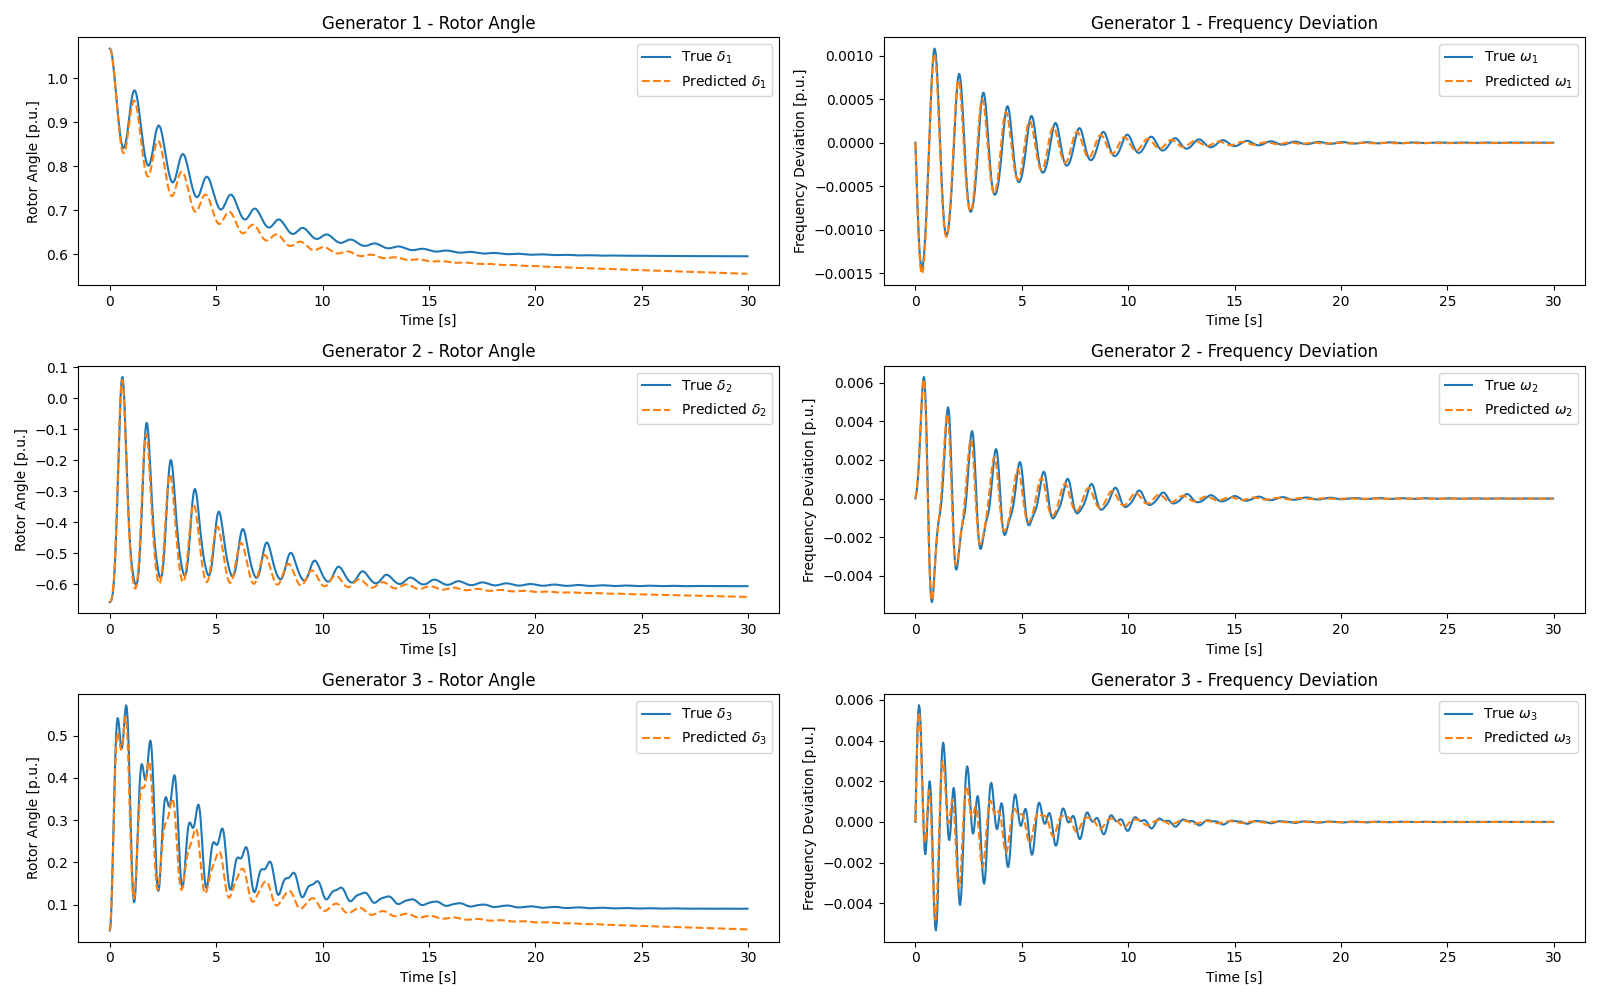 Generator 1 - Rotor Angle
Rotor Angle [p.u.]
1.0
0.9
0.8
0.7
0.6
True δ₁
Predicted δ₁
0 5 10 15 20 25 30
Time [s]
Generator 1 - Frequency Deviation
Frequency Deviation [p.u.]
0.0010
0.0005
0.0000
−0.0005
−0.0010
−0.0015
True ω₁
Predicted ω₁
0 5 10 15 20 25 30
Time [s]
Generator 2 - Rotor Angle
Rotor Angle [p.u.]
0.1
0.0
−0.1
−0.2
−0.3
−0.4
−0.5
−0.6
True δ₂
Predicted δ₂
0 5 10 15 20 25 30
Time [s]
Generator 2 - Frequency Deviation
Frequency Deviation [p.u.]
0.006
0.004
0.002
0.000
−0.002
−0.004
True ω₂
Predicted ω₂
0 5 10 15 20 25 30
Time [s]
Generator 3 - Rotor Angle
Rotor Angle [p.u.]
0.5
0.4
0.3
0.2
0.1
True δ₃
Predicted δ₃
0 5 10 15 20 25 30
Time [s]
Generator 3 - Frequency Deviation
Frequency Deviation [p.u.]
0.006
0.004
0.002
0.000
−0.002
−0.004
True ω₃
Predicted ω₃
0 5 10 15 20 25 30
Time [s]